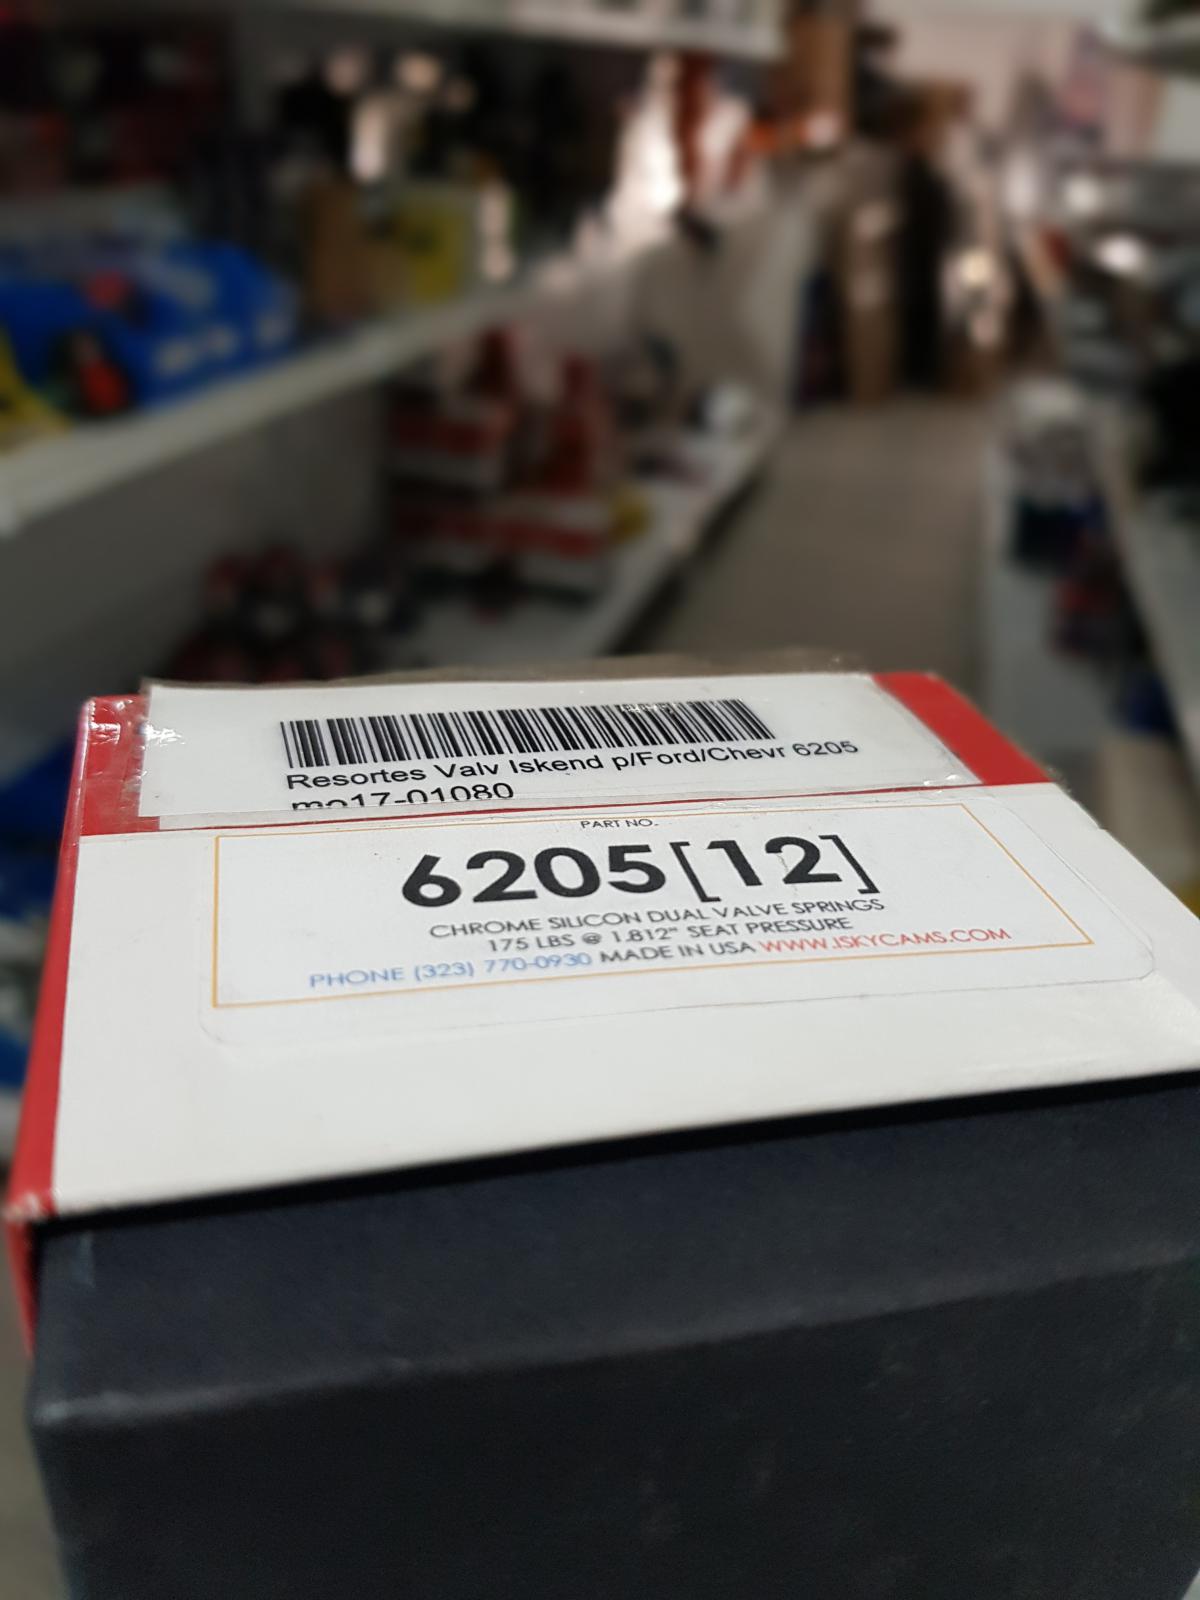 Resortes Valv Iskend p/Ford/Chevr 6205
mo17-01080
PART NO.
6205[12]
CHROME SILICON DUAL VALVE SPRINGS
175 LBS @ 1.812" SEAT PRESSURE
PHONE (323) 770-0930 MADE IN USA WWW.ISKYCAMS.COM